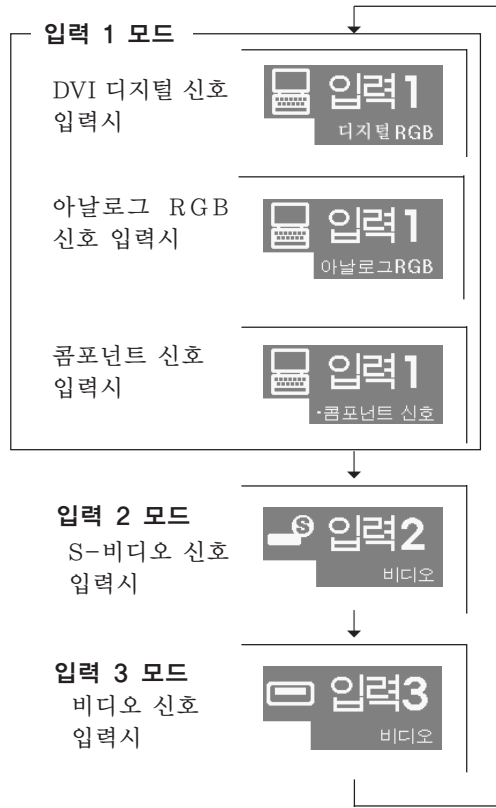 입력 1 모드
DVI 디지털 신호
입력시
입력1
디지털RGB
아날로그 RGB
신호 입력시
입력1
아날로그RGB
콤포넌트 신호
입력시
입력1
·콤포넌트 신호
입력 2 모드
S-비디오 신호
입력시
S 입력2
비디오
입력 3 모드
비디오 신호
입력시
입력3
비디오